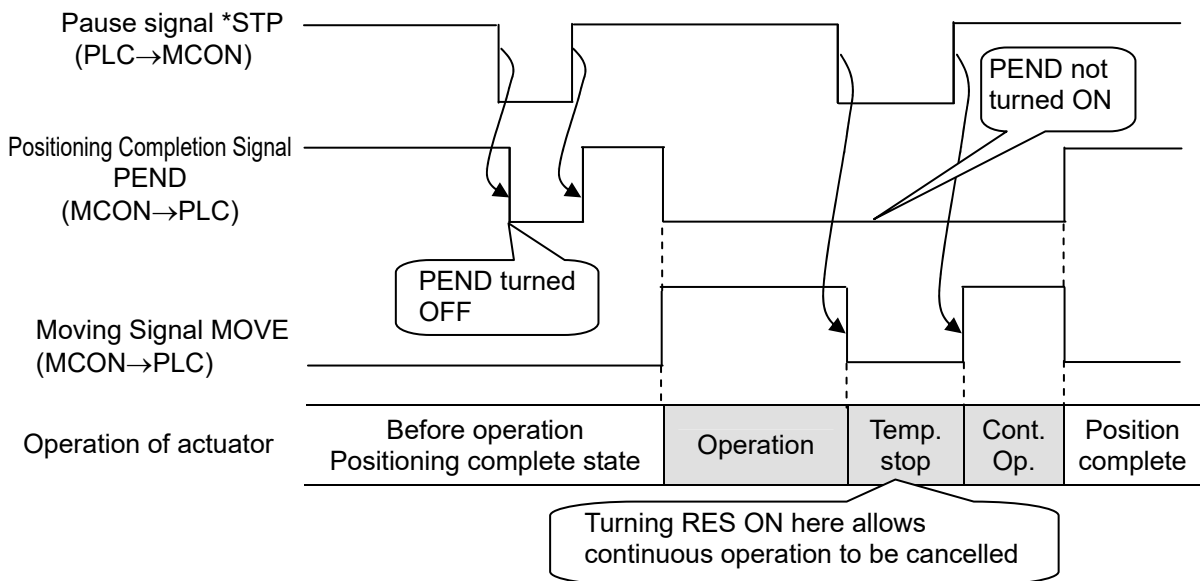 Pause signal *STP
(PLC→MCON)
PEND not
turned ON
Positioning Completion Signal
PEND
(MCON→PLC)
PEND turned
OFF
Moving Signal MOVE
(MCON→PLC)
Operation of actuator
Before operation
Positioning complete state
Operation
Temp.
stop
Cont.
Op.
Position
complete
Turning RES ON here allows
continuous operation to be cancelled